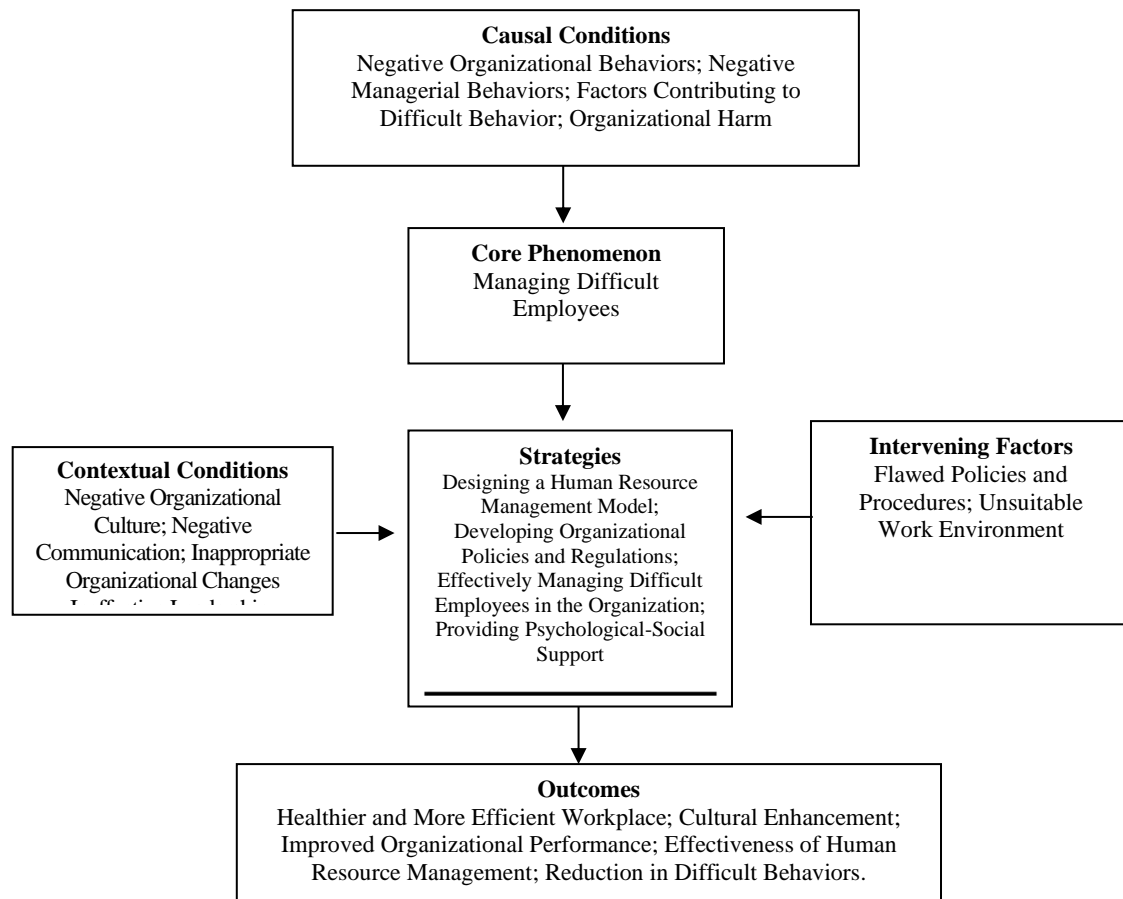 Causal Conditions
Negative Organizational Behaviors; Negative
Managerial Behaviors; Factors Contributing to
Difficult Behavior; Organizational Harm
Core Phenomenon
Managing Difficult
Employees
Contextual Conditions
Negative Organizational
Culture; Negative
Communication; Inappropriate
Organizational Changes
Strategies
Designing a Human Resource
Management Model;
Developing Organizational
Policies and Regulations;
Effectively Managing Difficult
Employees in the Organization;
Providing Psychological-Social
Support
Intervening Factors
Flawed Policies and
Procedures; Unsuitable
Work Environment
Outcomes
Healthier and More Efficient Workplace; Cultural Enhancement;
Improved Organizational Performance; Effectiveness of Human
Resource Management; Reduction in Difficult Behaviors.